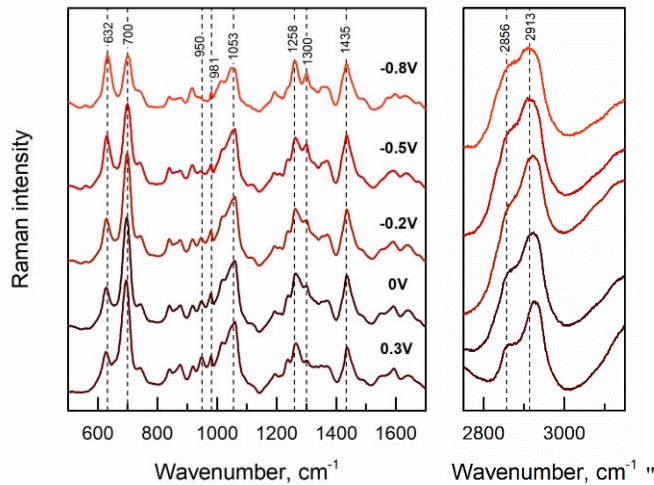 632
700
950
981
1053
1258
1300
1435
2856
2913
-0.8V
-0.5V
-0.2V
0V
0.3V
Raman intensity
600 800 1000 1200 1400 1600
2800 3000
Wavenumber, cm-1
Wavenumber, cm-1 "